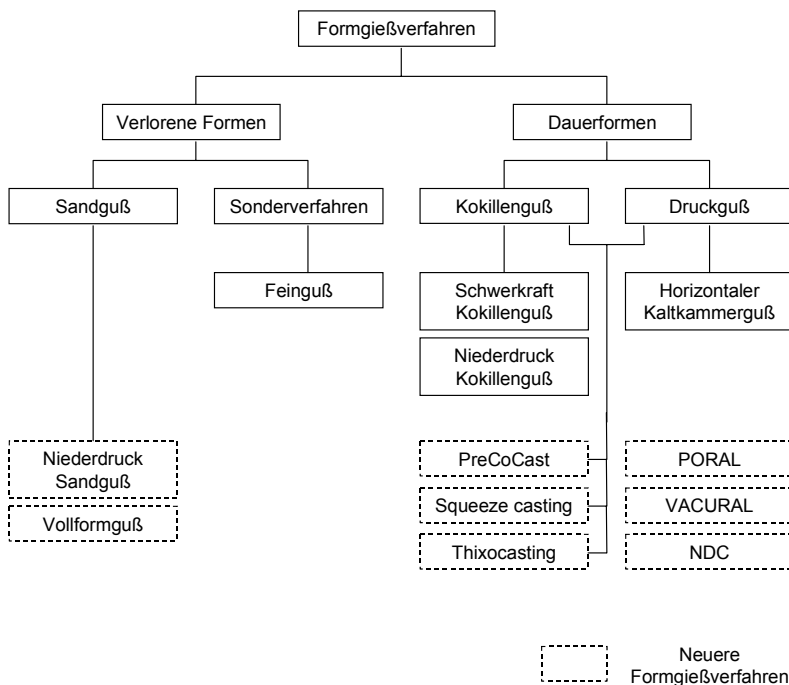 Formgießverfahren
Verlorene Formen
Dauerformen
Sandguß
Sonderverfahren
Kokillenguß
Druckguß
Feinguß
Schwerkraft
Kokillenguß
Horizontaler
Kaltkammerguß
Niederdruck
Kokillenguß
Niederdruck
Sandguß
Vollformguß
PreCoCast
PORAL
Squeeze casting
VACURAL
Thixocasting
NDC
Neuere
Formgießverfahren